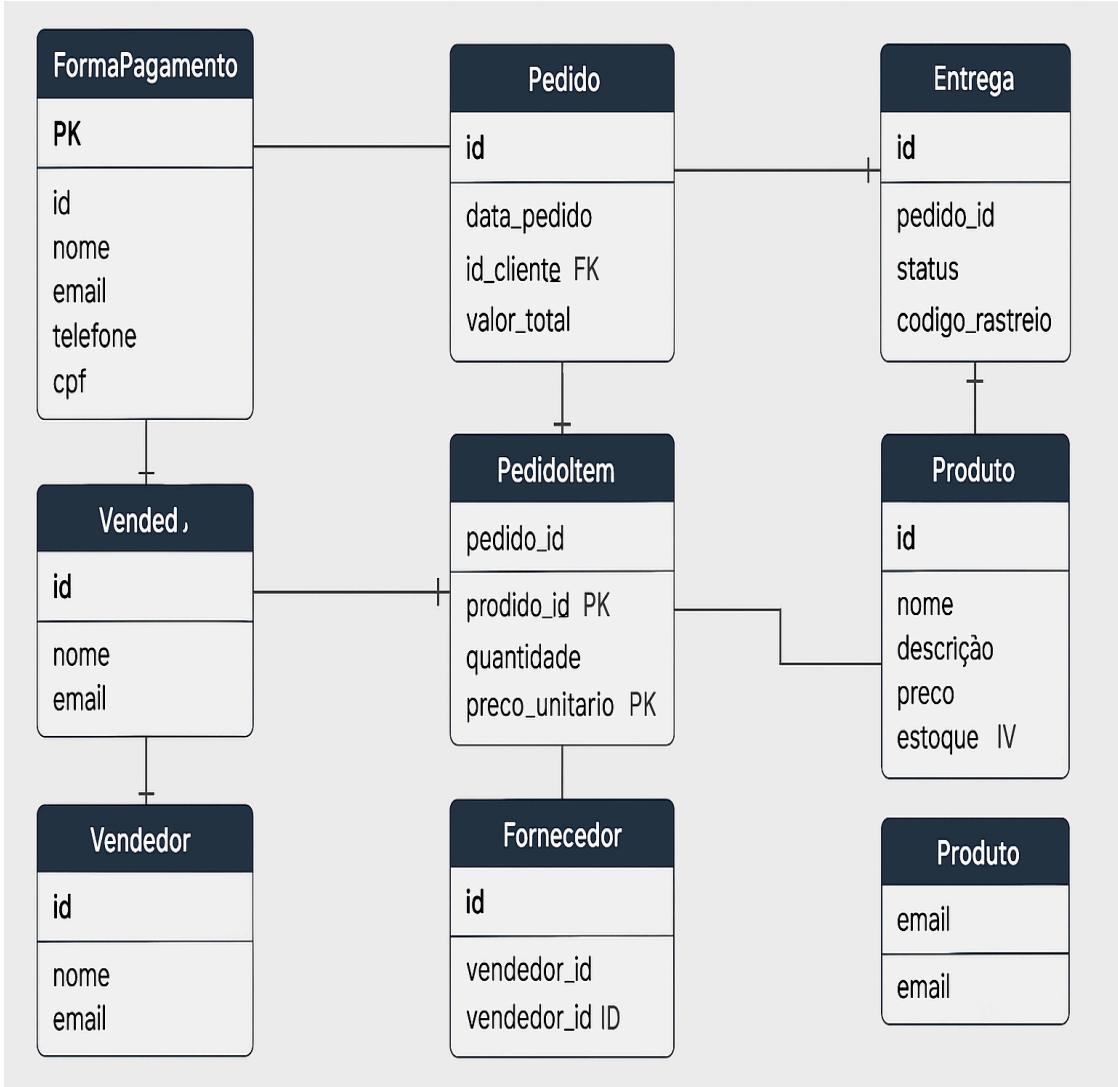 FormaPagamento
PK
id
nome
email
telefone
cpf
Pedido
id
data_pedido
id_cliente FK
valor_total
Entrega
id
pedido_id
status
codigo_rastreio
id
nome
email
PedidoItem
pedido_id
prodido_id PK
quantidade
preco_unitario PK
Produto
id
nome
descriçào
preco
estoque IV
Vendedor
id
nome
email
Fornecedor
id
vendedor_id
vendedor_id ID
Produto
email
email